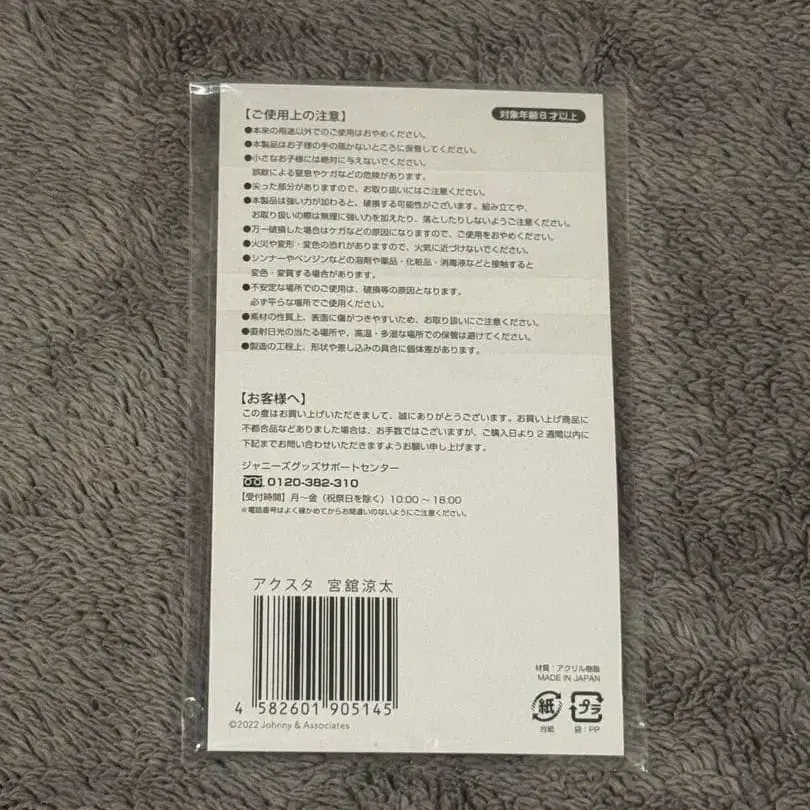 【ご使用上の注意】
対象年齢6才以上
●本来の用途以外でのご使用はおやめください。
●本製品はお子様の手の届かないところに保管してください。
●小さなお子様には絶対に与えないでください。
誤飲による窒息やケガなどの危険があります。
●尖った部分がありますので、お取り扱いにはご注意ください。
●本製品は強い力が加わると、破損する可能性がございます。組み立てや、
お取り扱いの際は無理に強い力を加えたり、落としたりしないようご注意ください。
●万一破損した場合はケガなどの原因になりますので、ご使用をおやめください。
●火災や変形・変色の恐れがありますので、火気に近づけないでください。
●シンナーやベンジンなどの溶剤や薬品・化粧品・消毒液などと接触すると
変色・変質する場合があります。
●不安定な場所でのご使用は、破損等の原因となります。
必ず平らな場所でご使用ください。
●素材の性質上、表面に傷がつきやすいため、お取り扱いにご注意ください。
●直射日光の当たる場所や、高温・多湿な場所での保管は避けてください。
●製造の工程上、形状や差し込みの具合に個体差があります。
【お客様へ】
この度はお買い上げいただきまして、誠にありがとうございます。お買い上げ商品に
不都合品などありました場合は、お手数ではございますが、ご購入日より2週間以内に
下記までお問い合わせいただきますようお願い申し上げます。
ジャニーズグッズサポートセンター
0120-382-310
【受付時間】月〜金（祝祭日を除く）10:00〜18:00
※電話番号はよく確かめてからお間違いのないようにご注意ください。
アクスタ 宮舘涼太
4 582601 905145
©2022 Johnny & Associates
材質：アクリル樹脂
MADE IN JAPAN
紙
台紙
プラ
袋：PP